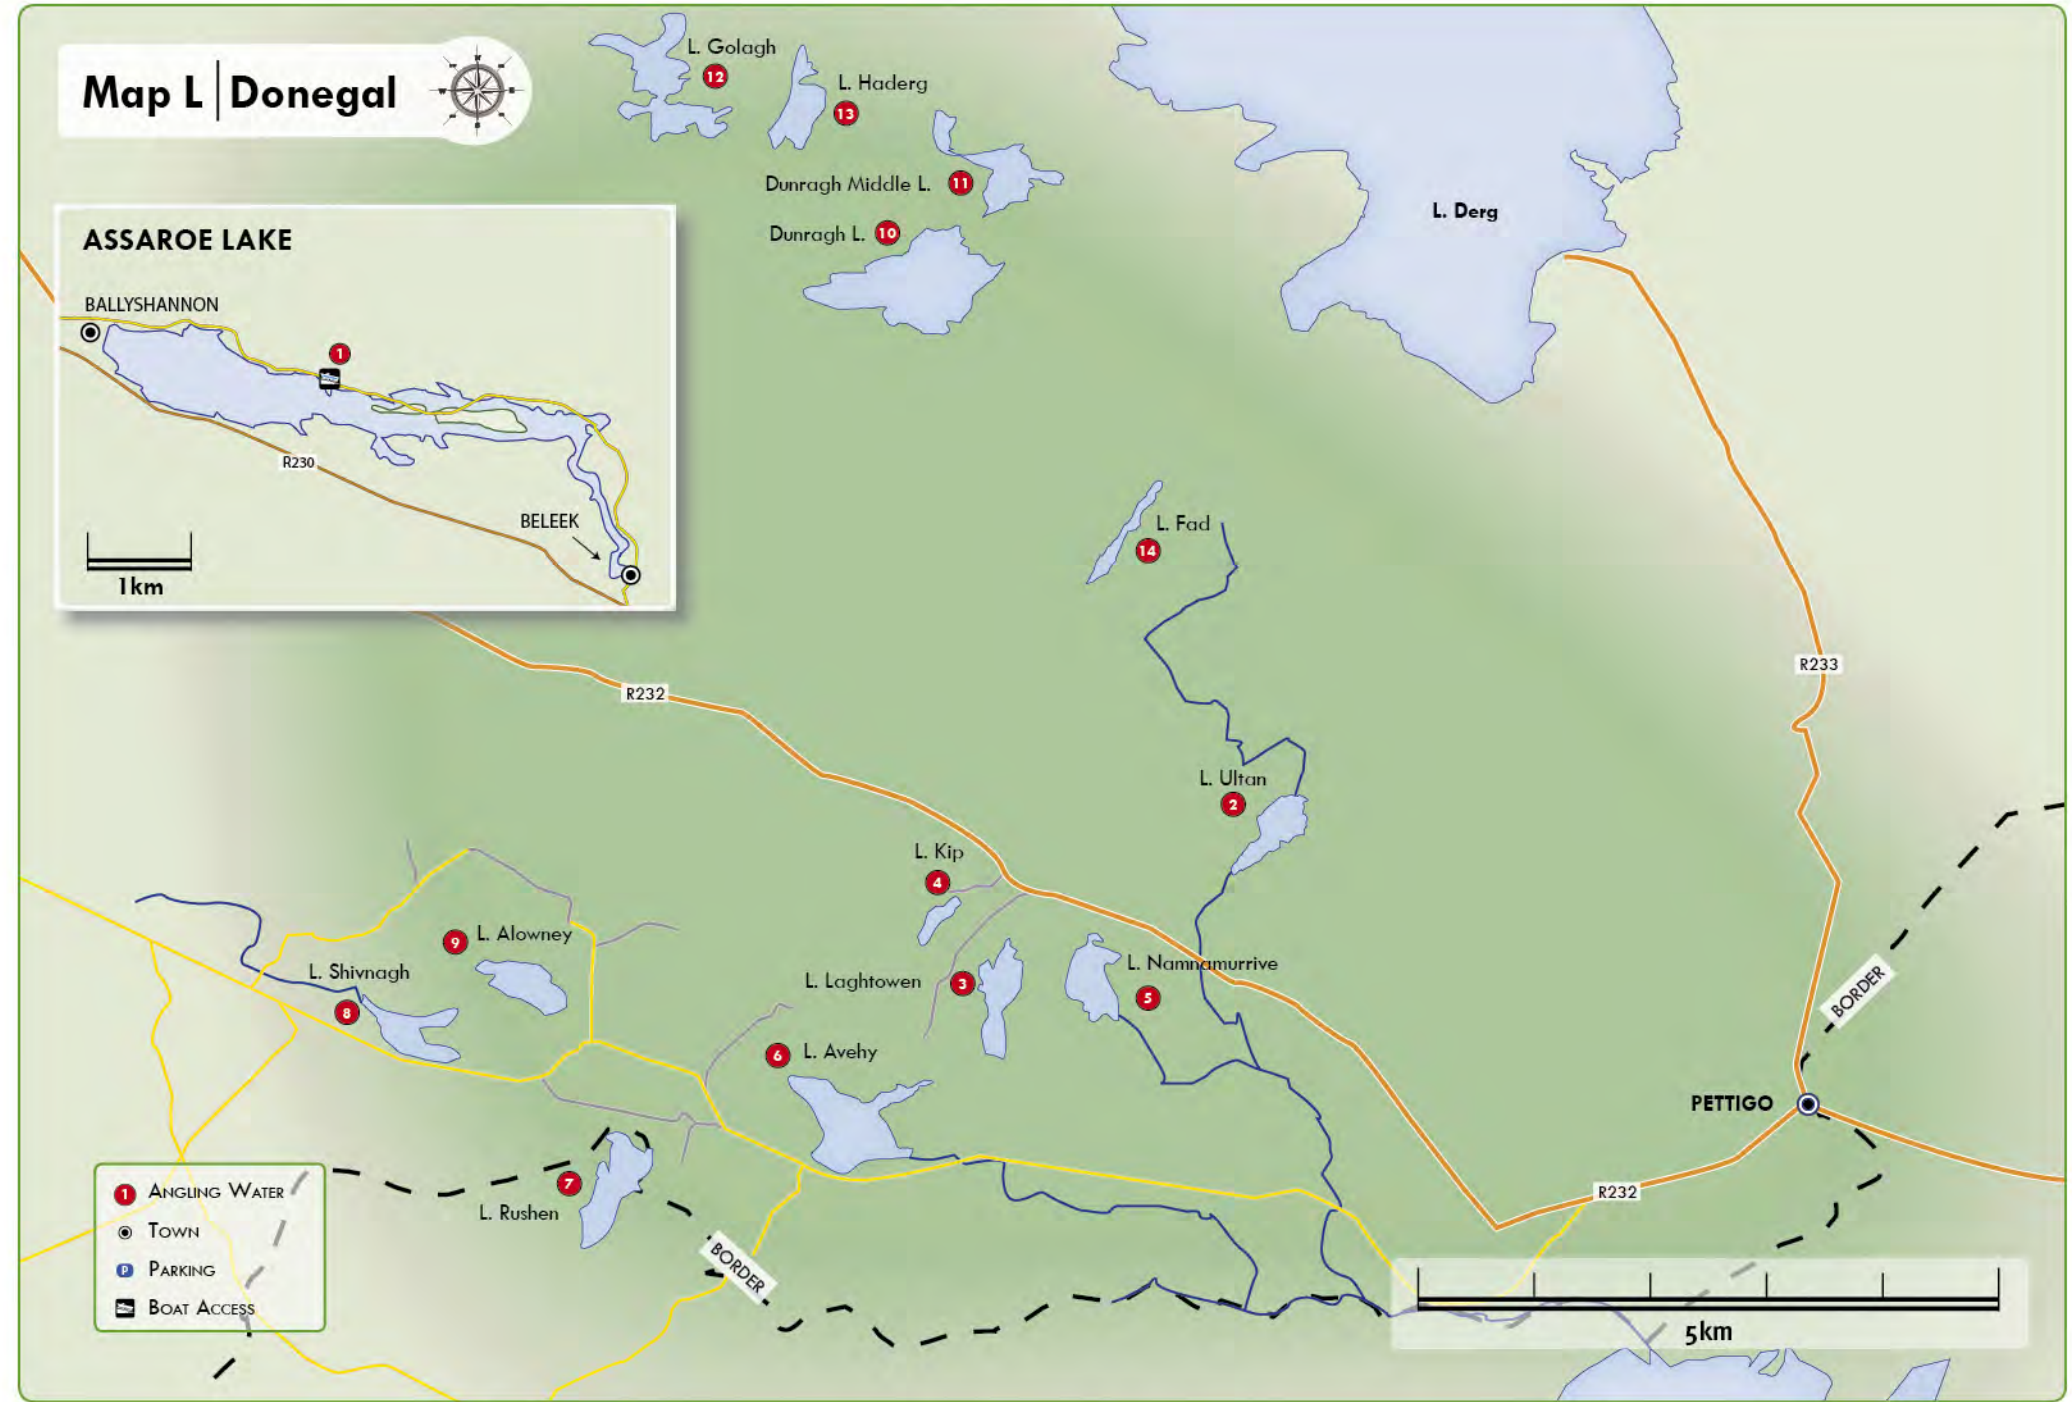 Map L | Donegal
L. Golagh
12
L. Haderg
13
Dunragh Middle L.
11
Dunragh L.
10
L. Derg
ASSAROE LAKE
BALLYSHANNON
1
R230
BELEEK
1km
L. Fad
14
R232
R233
L. Ultan
2
L. Kip
4
L. Alowney
9
L. Shivnagh
8
L. Laghtowen
3
L. Namnamurrive
5
L. Avehy
6
BORDER
PETTIGO
L. Rushen
7
R232
BORDER
1 ANGLING WATER
TOWN
P PARKING
BOAT ACCESS
5km